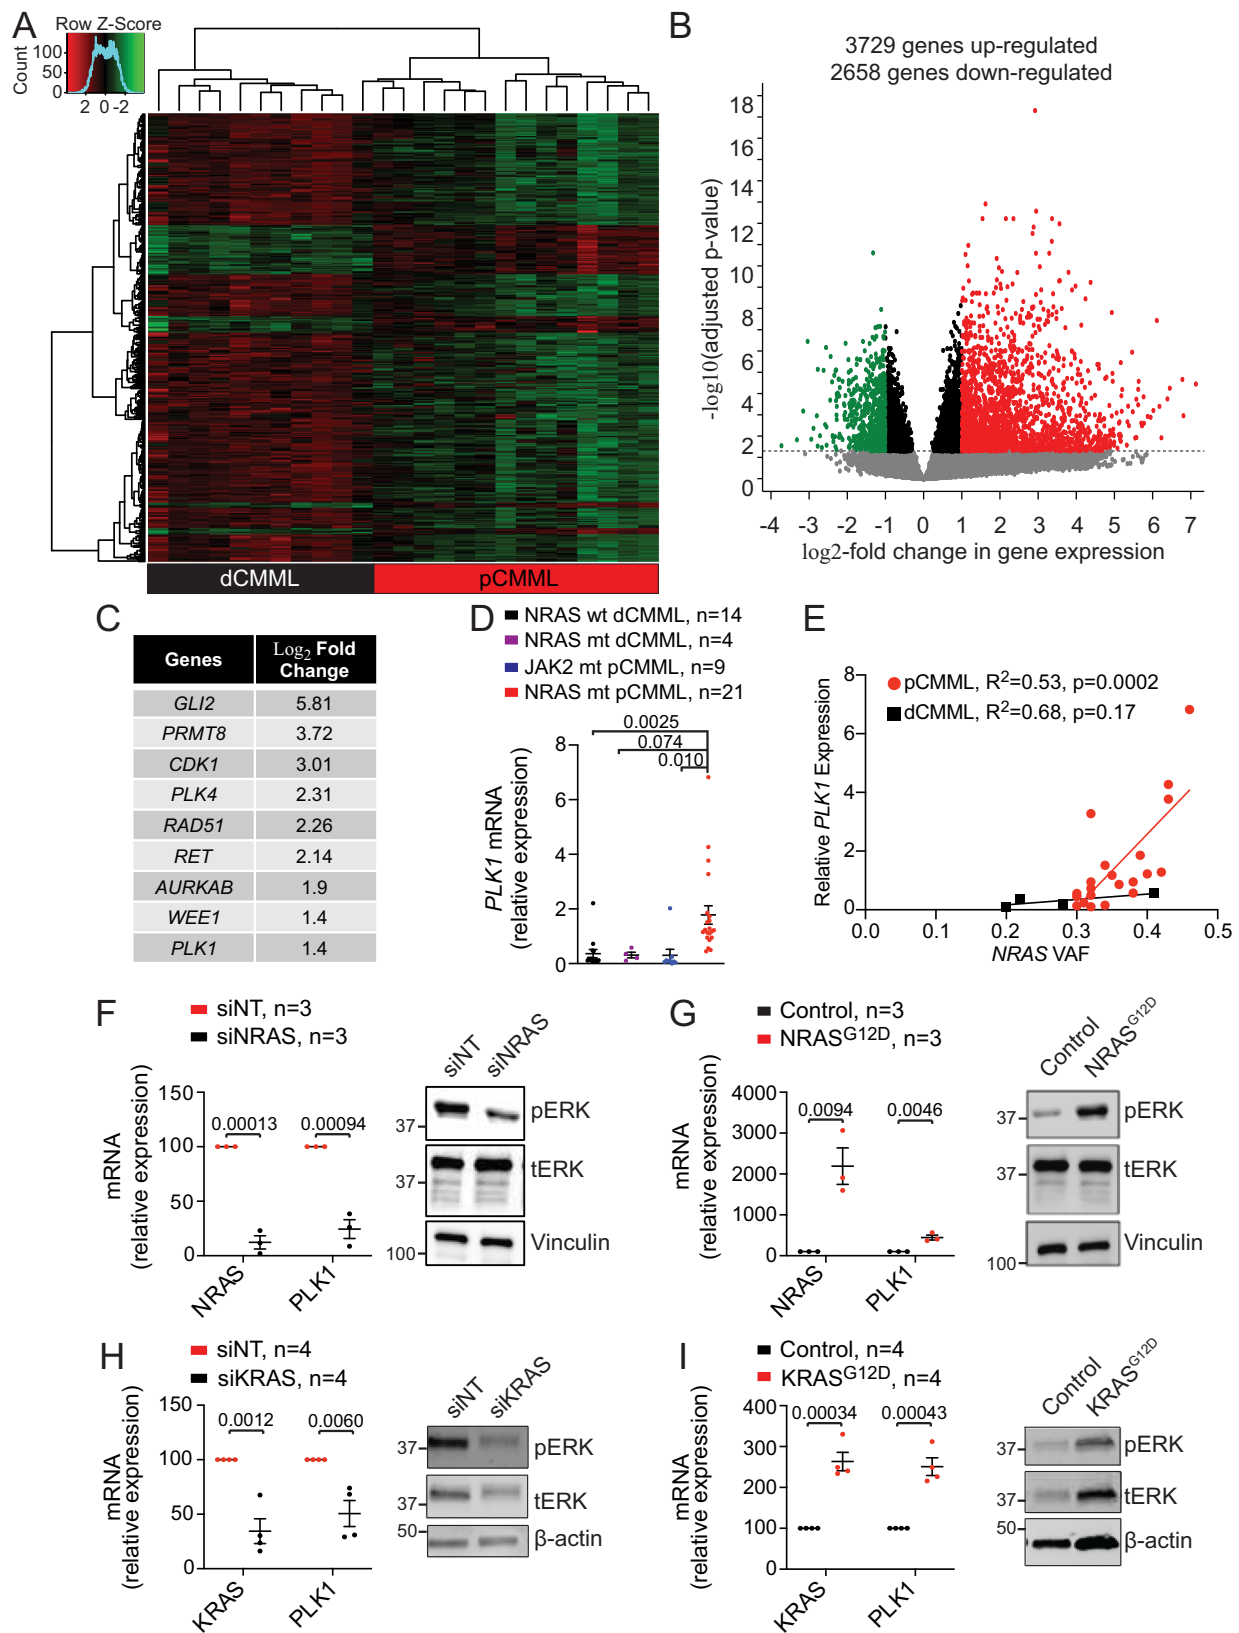 A
Row Z-Score
Count
100
50
0
2 0 -2
dCMML
pCMML
B
3729 genes up-regulated
2658 genes down-regulated
-log10(adjusted p-value)
18
16
14
12
10
8
6
4
2
0
-4 -3 -2 -1 0 1 2 3 4 5 6 7
log2-fold change in gene expression
C
Genes Log2 Fold Change
GLI2 5.81
PRMT8 3.72
CDK1 3.01
PLK4 2.31
RAD51 2.26
RET 2.14
AURKAB 1.9
WEE1 1.4
PLK1 1.4
D
NRAS wt dCMML, n=14
NRAS mt dCMML, n=4
JAK2 mt pCMML, n=9
NRAS mt pCMML, n=21
0.0025
0.074
0.010
PLK1 mRNA
(relative expression)
8
6
4
2
0
E
pCMML, R²=0.53, p=0.0002
dCMML, R²=0.68, p=0.17
Relative PLK1 Expression
8
6
4
2
0
0.0 0.1 0.2 0.3 0.4 0.5
NRAS VAF
F
siNT, n=3
siNRAS, n=3
mRNA
(relative expression)
150
100
50
0
0.00013 0.00094
NRAS PLK1
siNT siNRAS
37 pERK
37 tERK
100 Vinculin
G
Control, n=3
NRASG12D, n=3
mRNA
(relative expression)
4000
3000
2000
1000
0
0.0094 0.0046
NRAS PLK1
Control NRASG12D
37 pERK
37 tERK
100 Vinculin
H
siNT, n=4
siKRAS, n=4
mRNA
(relative expression)
150
100
50
0
0.0012 0.0060
KRAS PLK1
siNT siKRAS
37 pERK
37 tERK
50 β-actin
I
Control, n=4
KRASG12D, n=4
mRNA
(relative expression)
400
300
200
100
0
0.00034 0.00043
KRAS PLK1
Control KRASG12D
37 pERK
37 tERK
50 β-actin